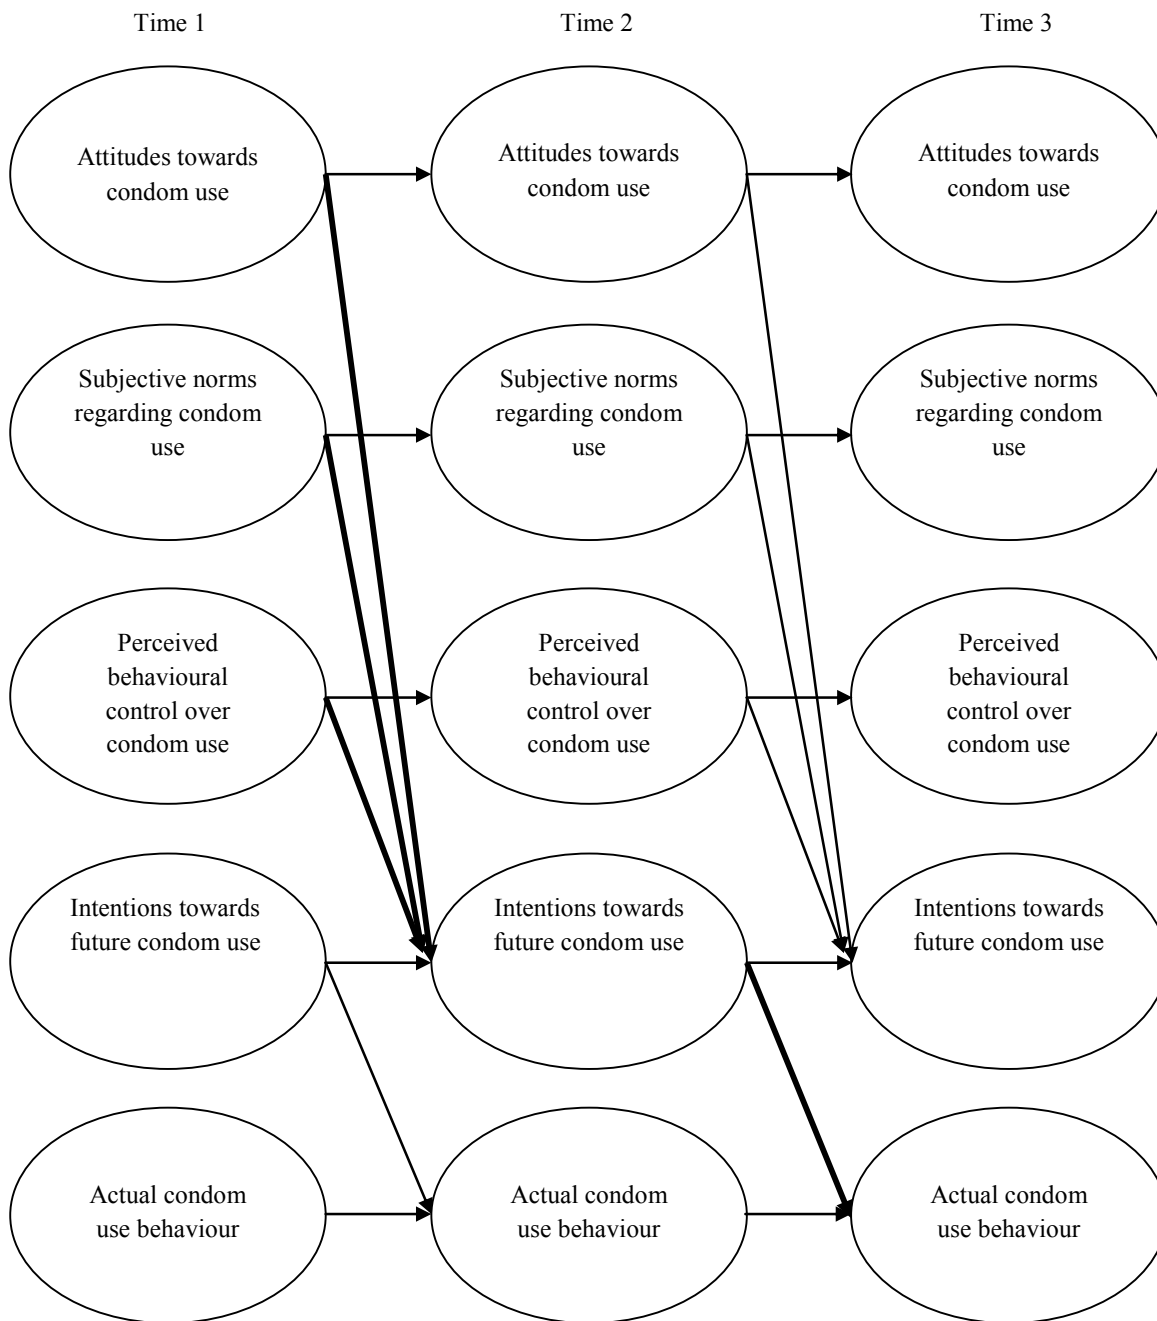 Time 1
Time 2
Time 3
Attitudes towards
condom use
Attitudes towards
condom use
Attitudes towards
condom use
Subjective norms
regarding condom
use
Subjective norms
regarding condom
use
Subjective norms
regarding condom
use
Perceived
behavioural
control over
condom use
Perceived
behavioural
control over
condom use
Perceived
behavioural
control over
condom use
Intentions towards
future condom use
Intentions towards
future condom use
Intentions towards
future condom use
Actual condom
use behaviour
Actual condom
use behaviour
Actual condom
use behaviour